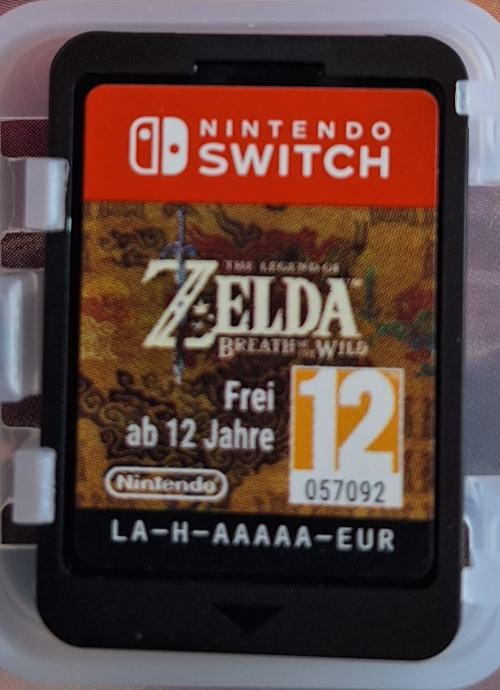 NINTENDO
SWITCH
THE LEGEND OF
ZELDA™
BREATH OF THE WILD
Frei
ab 12 Jahre
12
057092
Nintendo®
LA-H-AAAAA-EUR